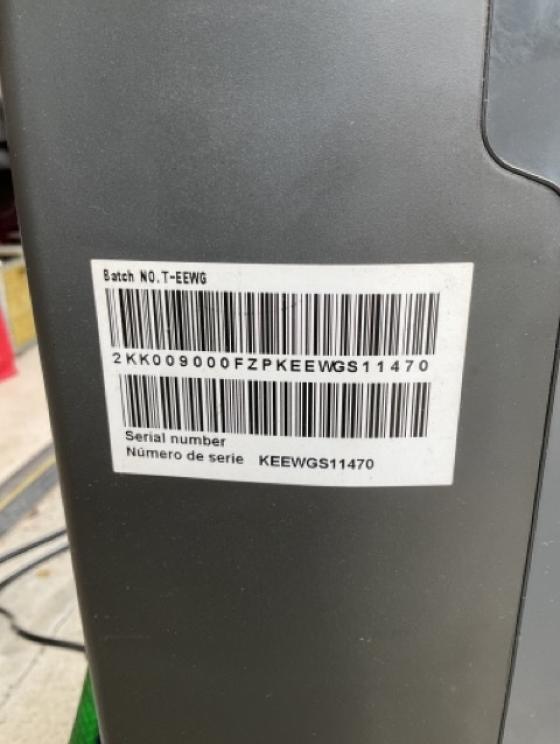 Batch NO.T-EEWG
2KK009000FZPKEEWGS11470
Serial number
Número de serie KEEWGS11470